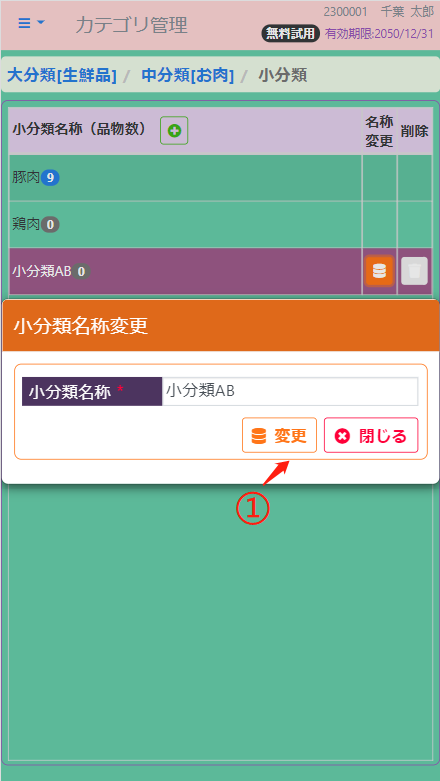 カテゴリ管理
2300001 千葉 太郎
無料試用 有効期限:2050/12/31
大分類[生鮮品] / 中分類[お肉] / 小分類
小分類名称（品物数） 名称変更 削除
豚肉 9
鶏肉 0
小分類AB 0
小分類名称変更
小分類名称 * 小分類AB
変更 閉じる
①